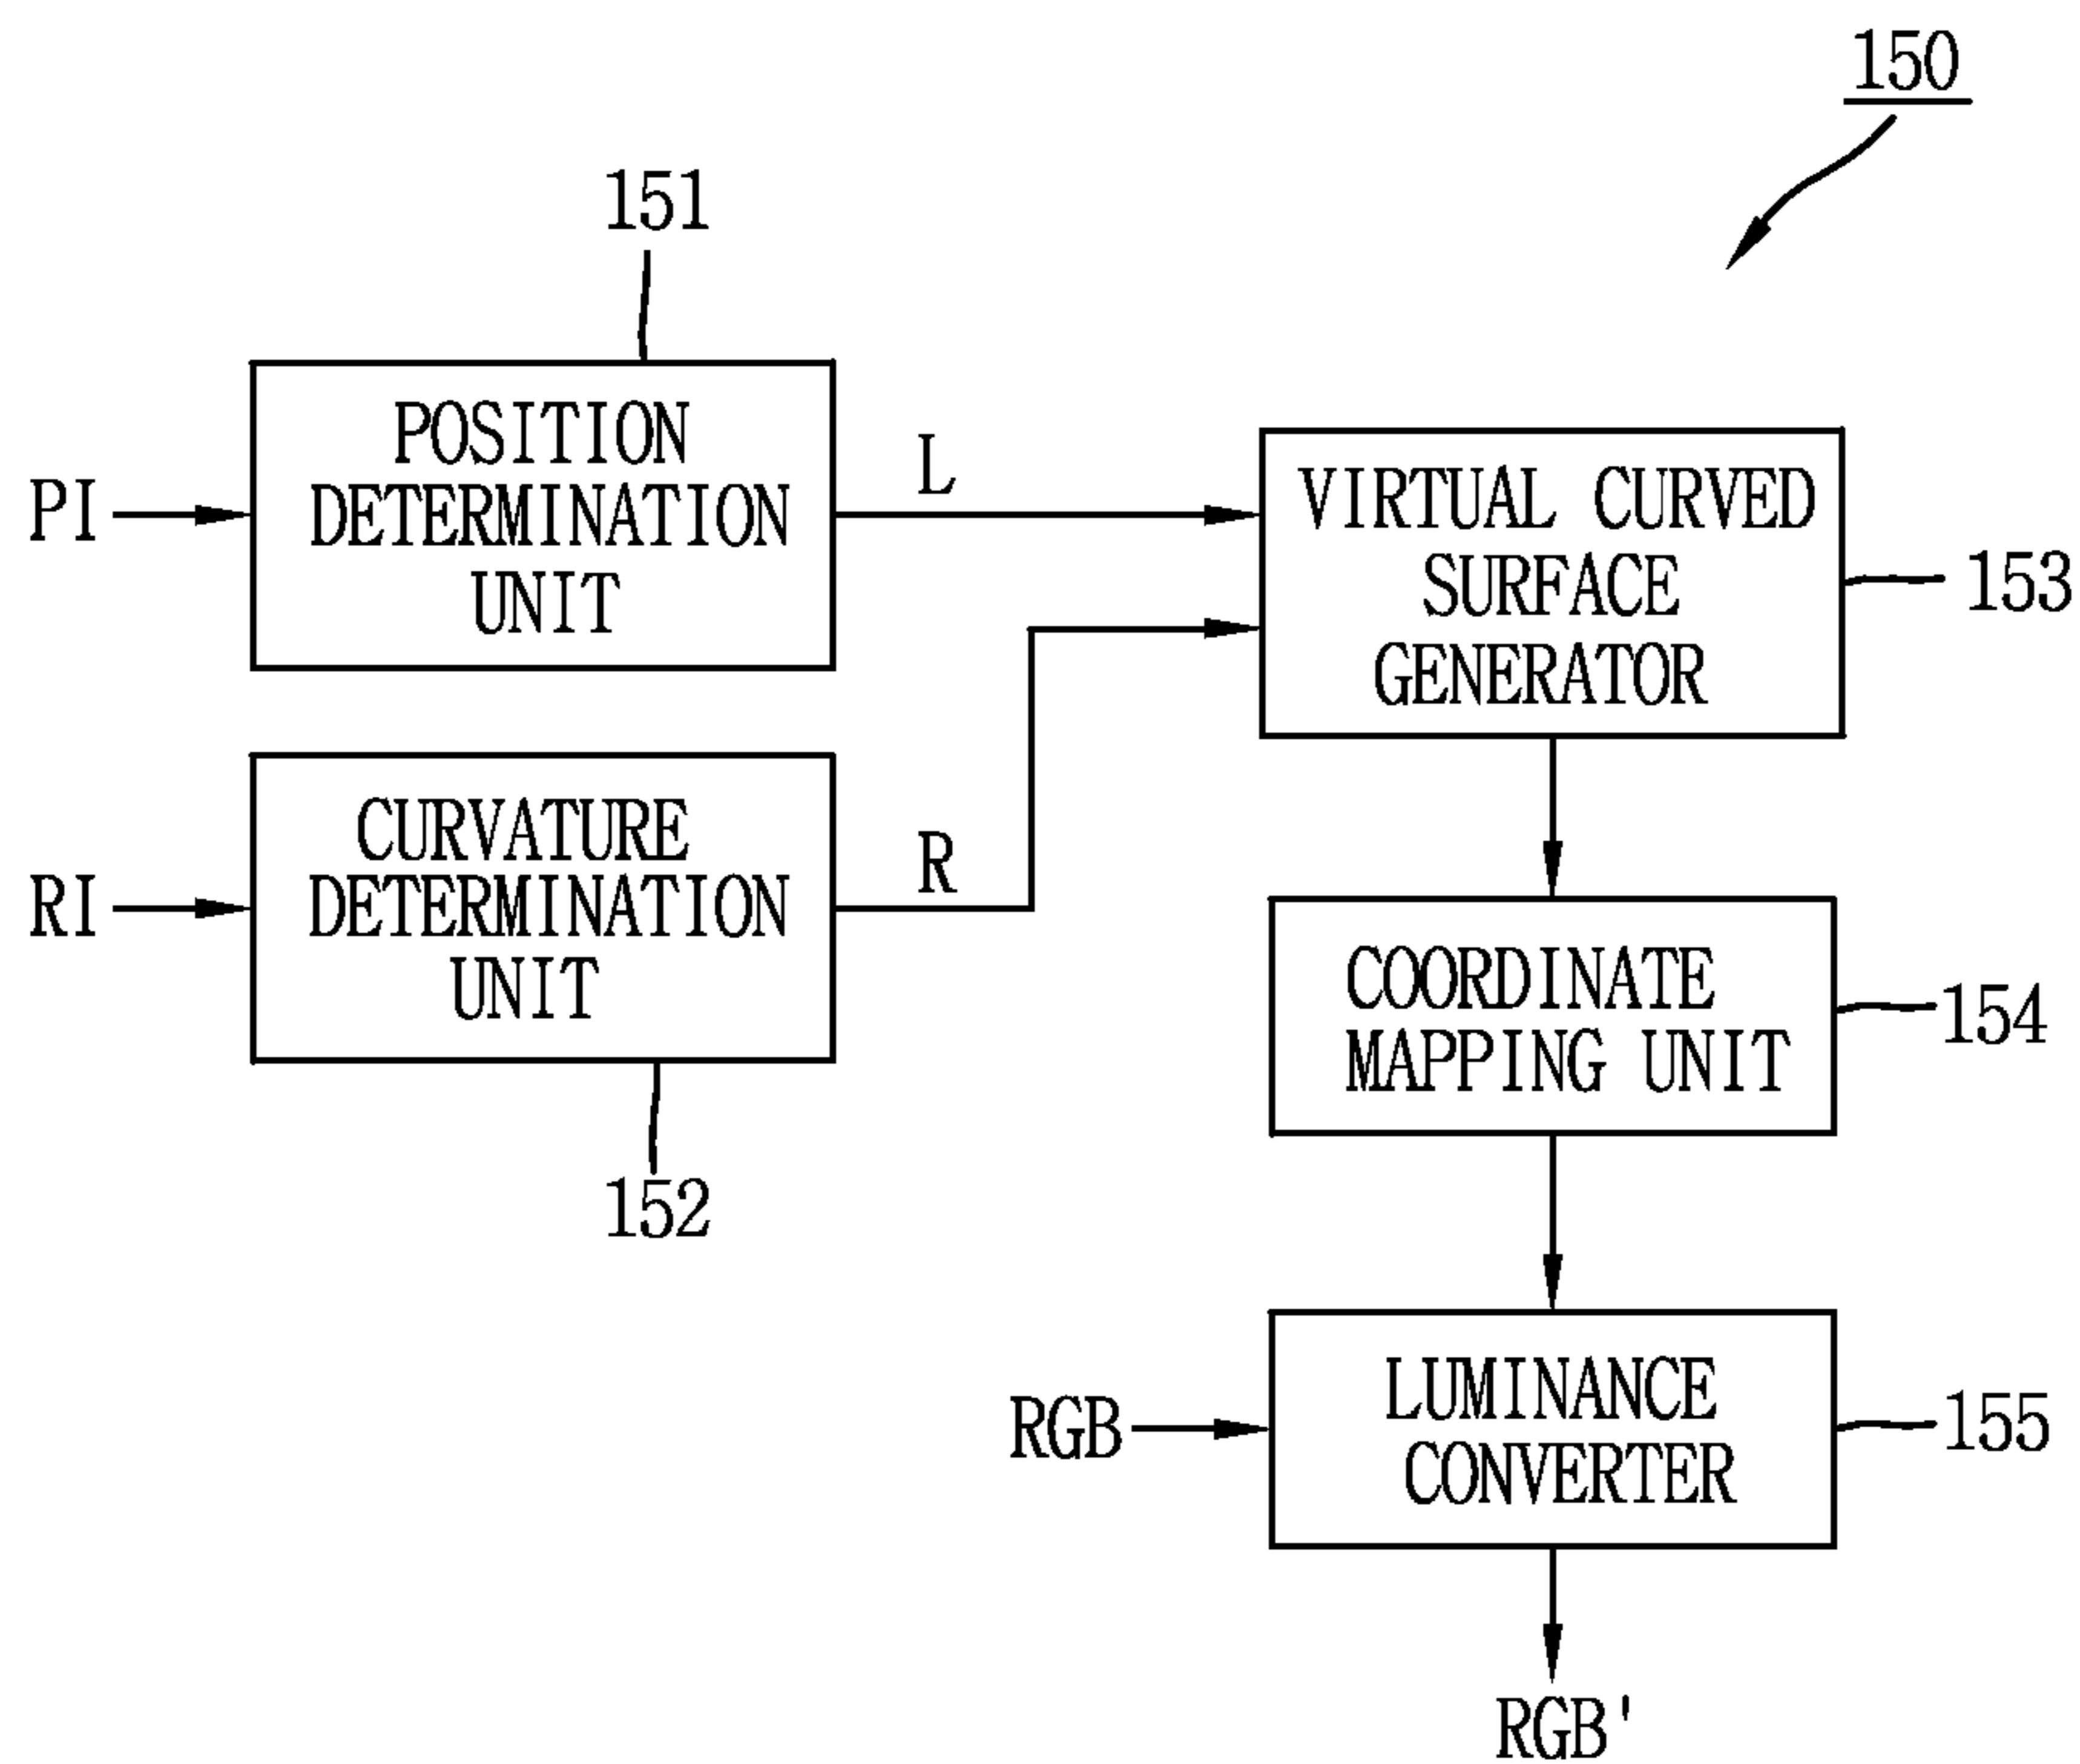 150
151
POSITION
DETERMINATION
UNIT
PI
L
VIRTUAL CURVED
SURFACE
GENERATOR
153
CURVATURE
DETERMINATION
UNIT
RI
R
152
COORDINATE
MAPPING UNIT
154
RGB
LUMINANCE
CONVERTER
155
RGB'